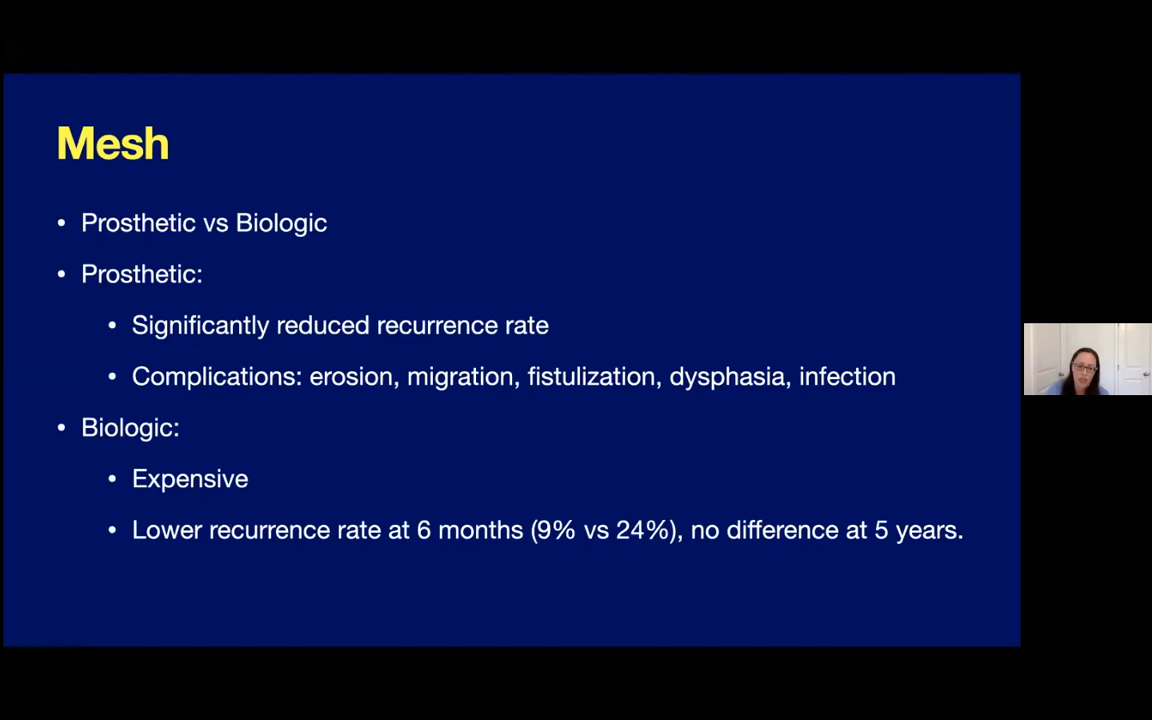 Mesh
• Prosthetic vs Biologic
• Prosthetic:
• Significantly reduced recurrence rate
• Complications: erosion, migration, fistulization, dysphasia, infection
• Biologic:
• Expensive
• Lower recurrence rate at 6 months (9% vs 24%), no difference at 5 years.